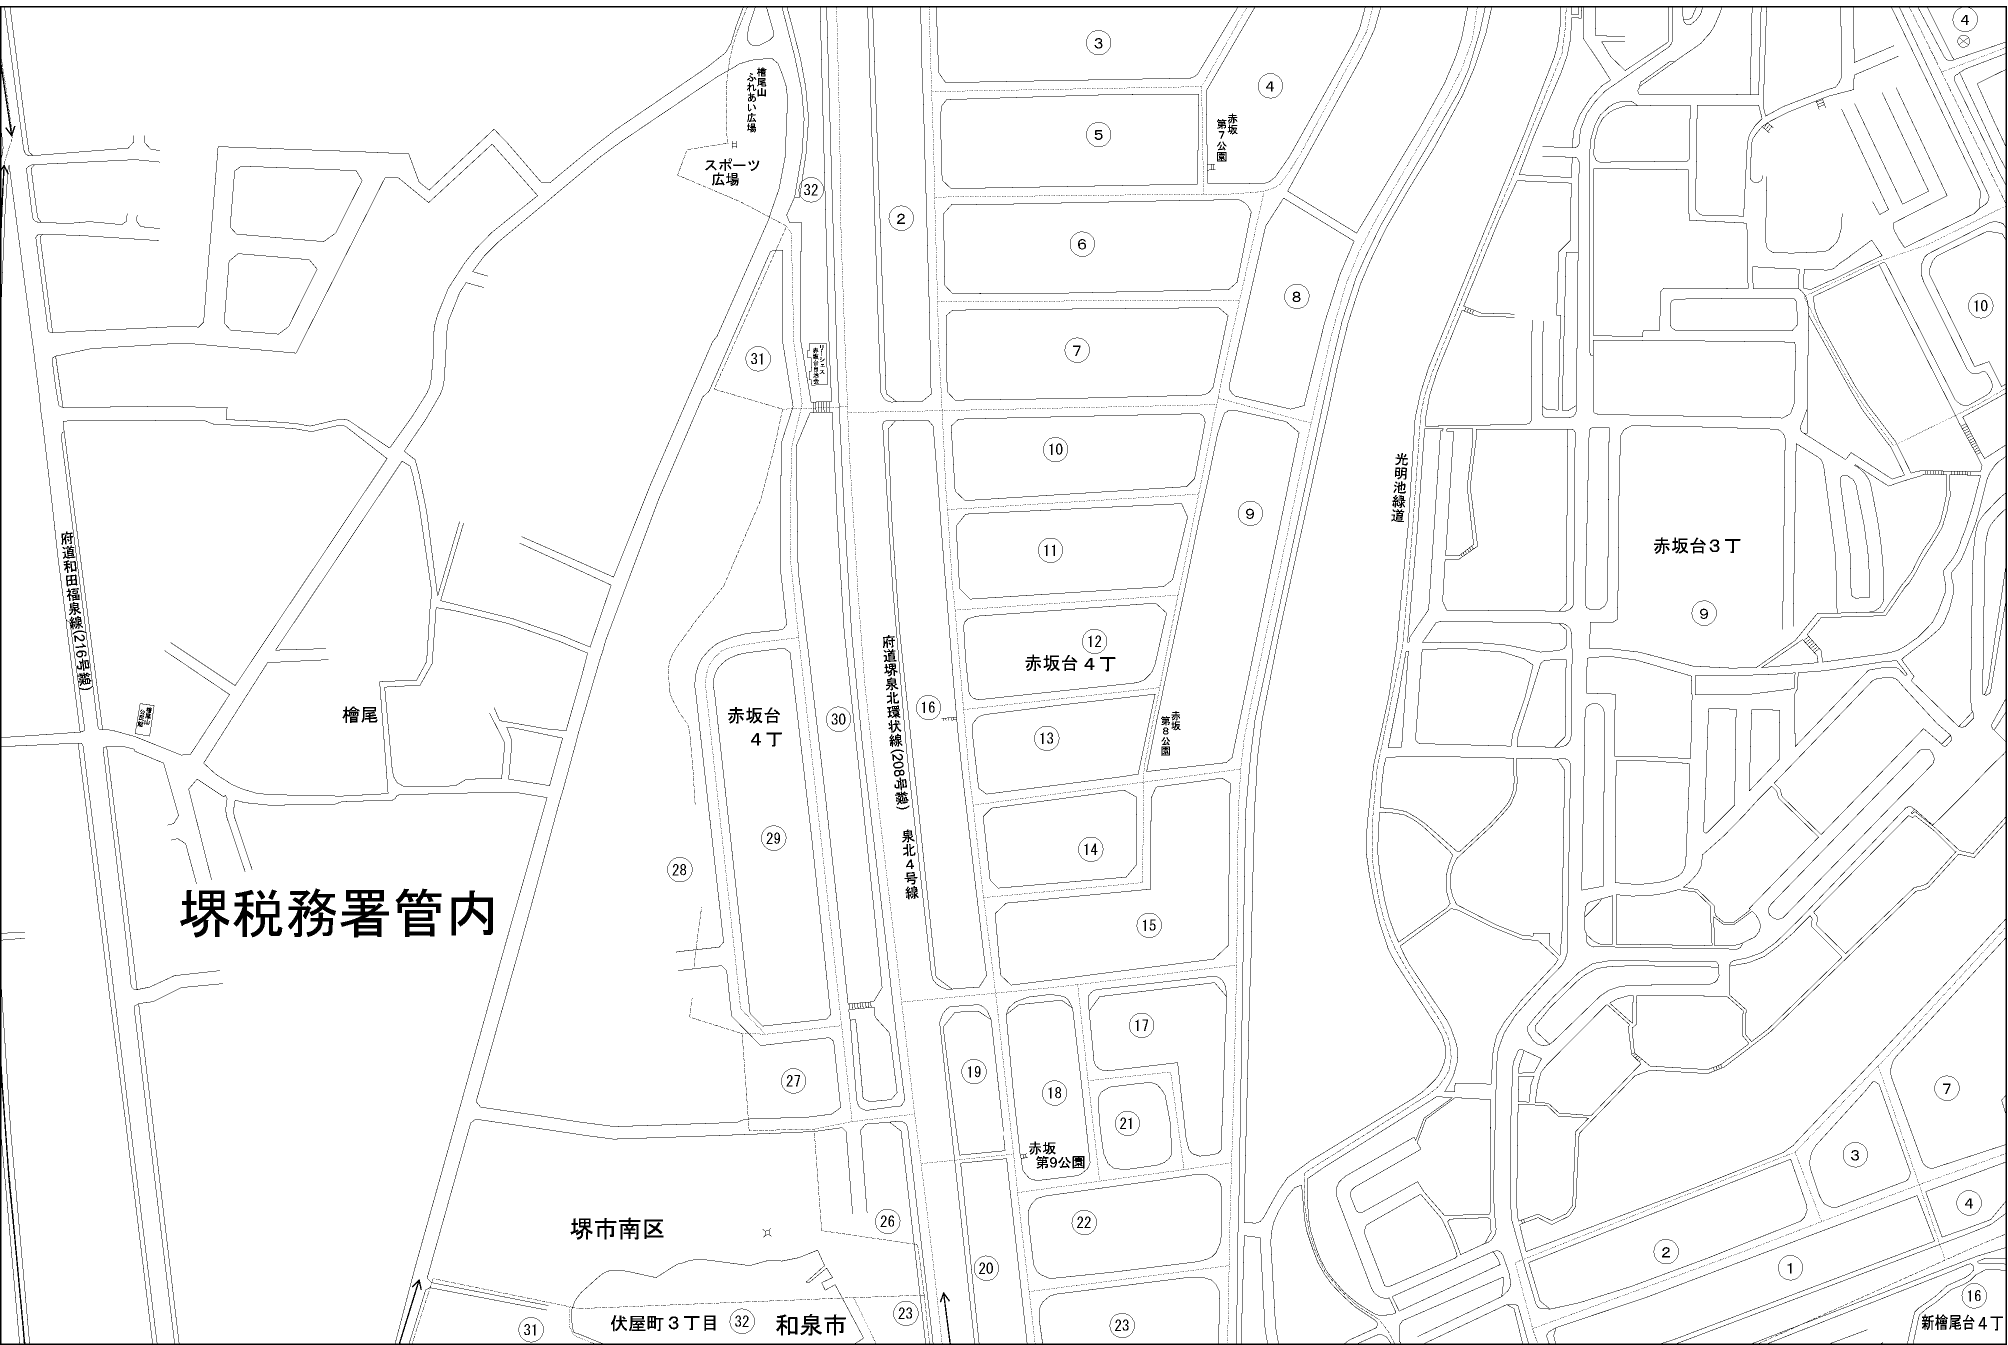 4
3
4
檜尾山
ふれあい広場
5
赤坂
第7公園
スポーツ
広場
32
2
6
8
10
31
7
10
9
光明池緑道
11
赤坂台3丁
9
府道和田福泉線(216号線)
12
赤坂台4丁
府道堺泉北環状線(208号線) 泉北4号線
16
30
檜尾
檜尾山
赤坂台
4丁
13
赤坂
第8公園
29
14
28
堺税務署管内
15
17
19
27
18
21
7
赤坂
第9公園
3
4
26
22
堺市南区
2
20
1
16
新檜尾台4丁
31
伏屋町3丁目
32
和泉市
23
23